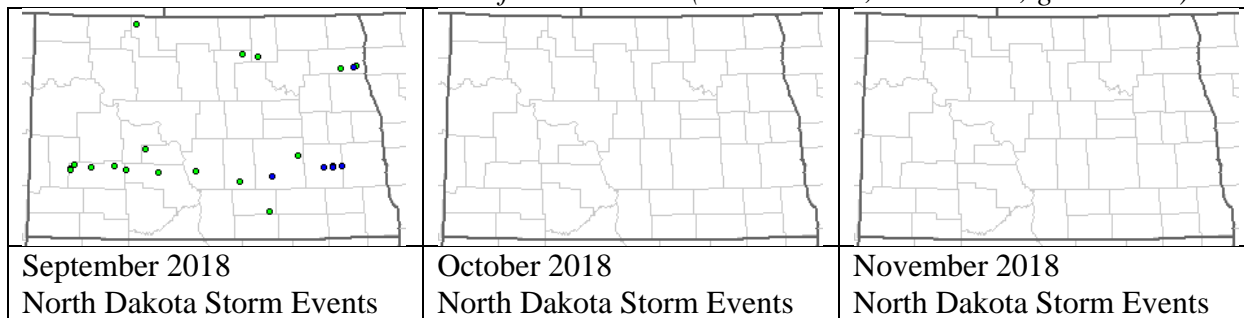 September 2018
North Dakota Storm Events
October 2018
North Dakota Storm Events
November 2018
North Dakota Storm Events